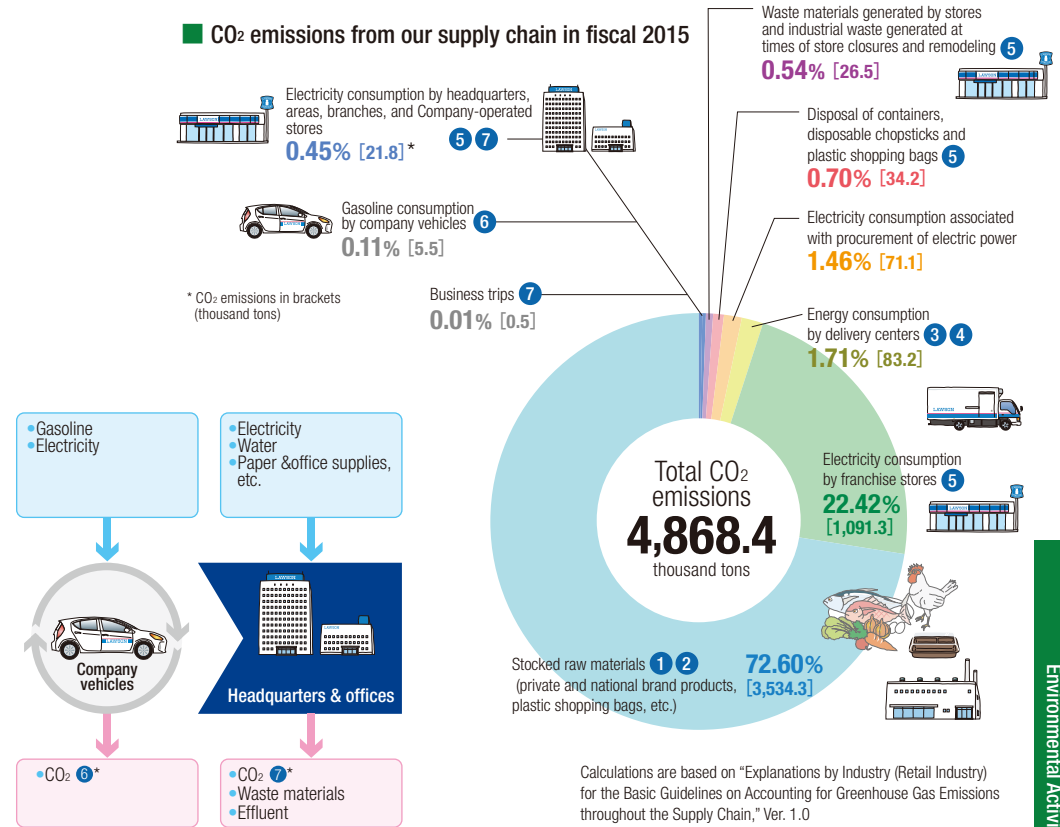 CO2 emissions from our supply chain in fiscal 2015
Waste materials generated by stores
and industrial waste generated at
times of store closures and remodeling 5
0.54% [26.5]
Electricity consumption by headquarters,
areas, branches, and Company-operated
stores
0.45% [21.8]* 5 7
LAWSON
LAWSON
LAWSON
LAWSON
Disposal of containers,
disposable chopsticks and
plastic shopping bags 5
0.70% [34.2]
Gasoline consumption
by company vehicles 6
0.11% [5.5]
LAWSON
Electricity consumption associated
with procurement of electric power
1.46% [71.1]
* CO2 emissions in brackets
(thousand tons)
Business trips 7
0.01% [0.5]
Energy consumption
by delivery centers 3 4
1.71% [83.2]
LAWSON
Electricity consumption
by franchise stores 5
22.42%
[1,091.3]
LAWSON
Total CO2
emissions
4,868.4
thousand tons
Stocked raw materials 1 2
(private and national brand products,
plastic shopping bags, etc.)
72.60%
[3,534.3]
•Gasoline
•Electricity
•Electricity
•Water
•Paper &office supplies,
etc.
LAWSON
Company
vehicles
LAWSON
LAWSON
Headquarters & offices
•CO2 6*
•CO2 7*
•Waste materials
•Effluent
Calculations are based on “Explanations by Industry (Retail Industry)
for the Basic Guidelines on Accounting for Greenhouse Gas Emissions
throughout the Supply Chain,” Ver. 1.0
Environmental